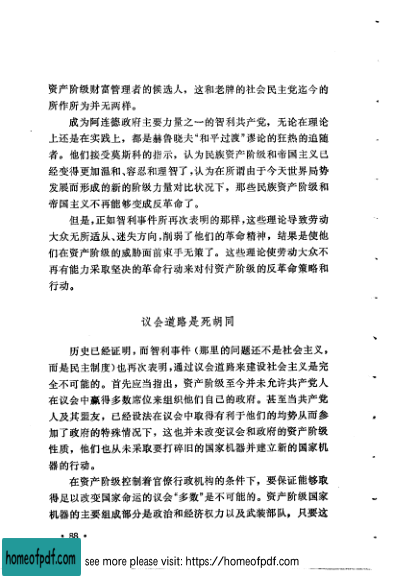 资产阶级财富管理者的候选人，这和老牌的社会民主党迄今的
所作所为并无两样。
成为阿连德政府主要力量之一的智利共产党，无论在理论
上还是在实践上，都是赫鲁晓夫“和平过渡”谬论的狂热的追随
者。他们接受莫斯科的指示，认为民族资产阶级和帝国主义已
经变得更加温和、容忍和理智了，认为在所谓由于今天世界局势
发展而形成的新的阶级力量对比状况下，那些民族资产阶级和
帝国主义不再能够变成反革命了。
但是，正如智利事件所再次表明的那样，这些理论导致劳动
大众无所适从、迷失方向，削弱了他们的革命精神，结果是使他
们在资产阶级的威胁面前束手无策了。这些理论使劳动大众不
再有能力采取坚决的革命行动来对付资产阶级的反革命策略和
行动。
议会道路是死胡同
历史已经证明，而智利事件（那里的问题还不是社会主义，
而是民主制度）也再次表明，通过议会道路来建设社会主义是完
全不可能的。首先应当指出，资产阶级至今并未允许共产党人
在议会中赢得多数席位来组织他们自己的政府。甚至当共产党
人及其盟友，已经设法在议会中取得有利于他们的均势从而参
加了政府的特殊情况下，这也并未改变议会和政府的资产阶级
性质，他们也从未采取要打碎旧的国家机器并建立新的国家机
器的行动。
在资产阶级控制着官僚行政机构的条件下，要保证能够取
得足以改变国家命运的议会“多数”是不可能的。资产阶级国家
机器的主要组成部分是政治和经济权力以及武装部队，只要这
• 88 •
homeofpdf.com
see more please visit: https://homeofpdf.com